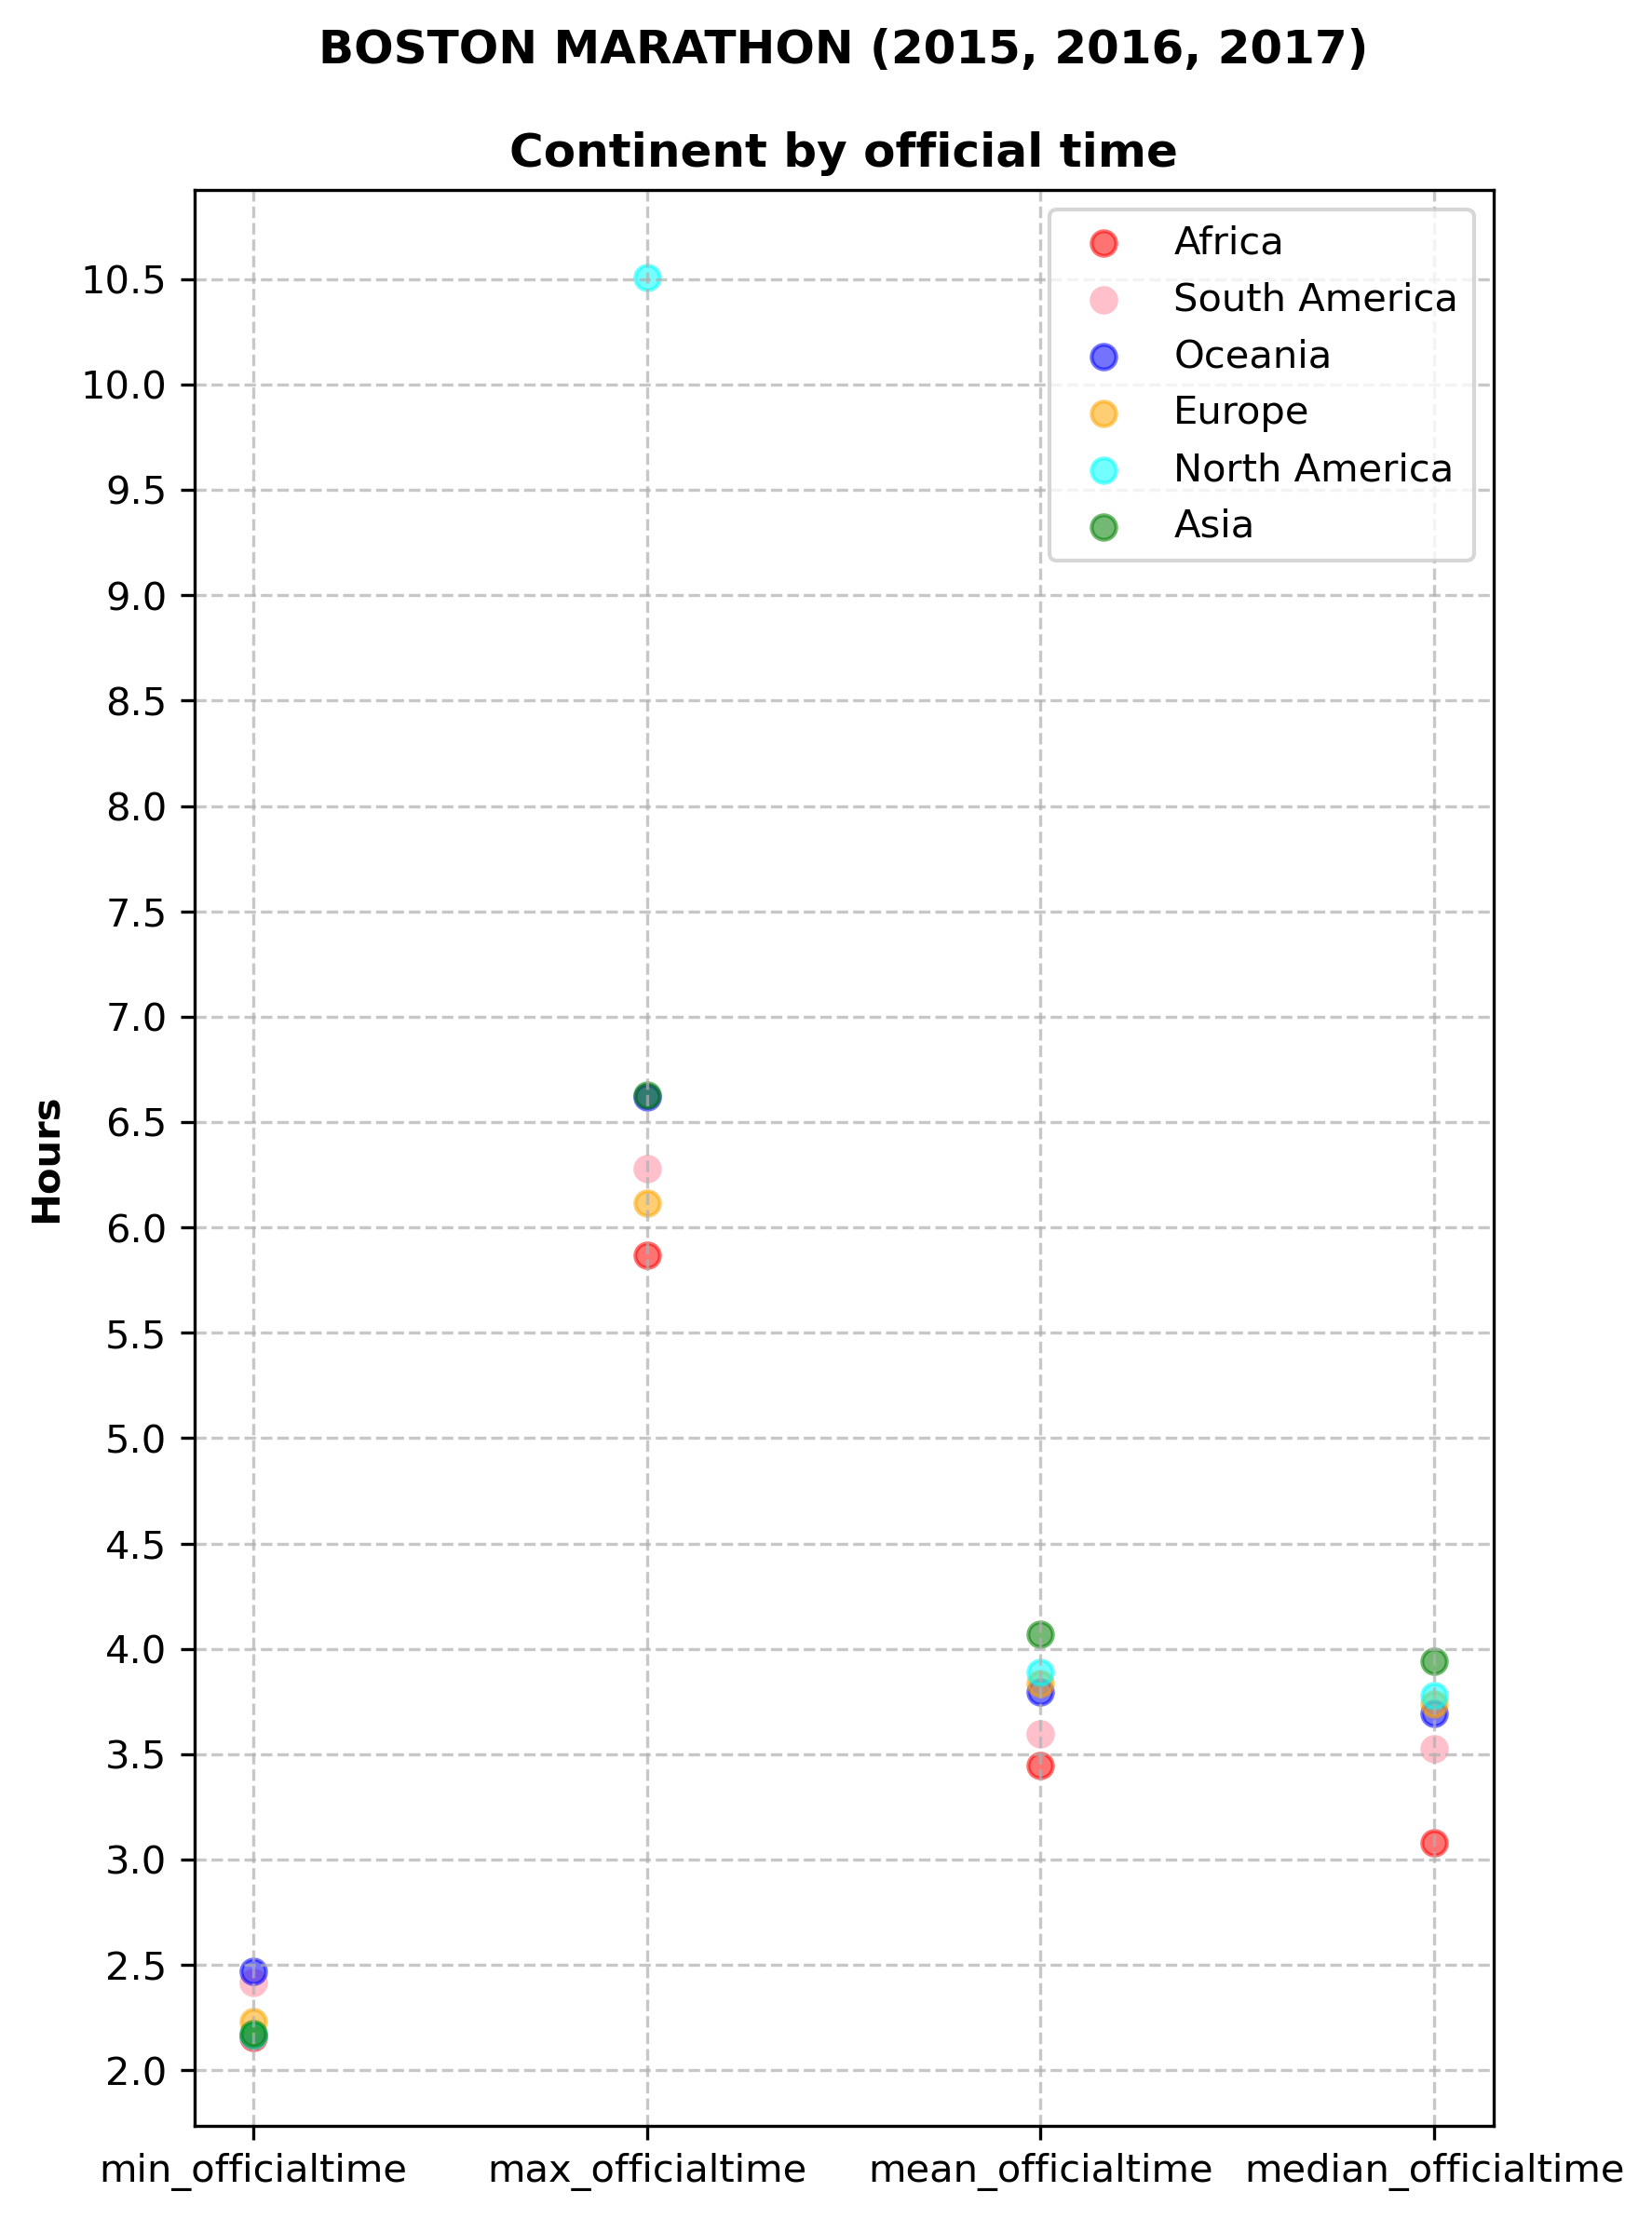 BOSTON MARATHON (2015, 2016, 2017)
Continent by official time
Africa
South America
Oceania
Europe
North America
Asia
10.5
10.0
9.5
9.0
8.5
8.0
7.5
7.0
6.5
6.0
5.5
5.0
4.5
4.0
3.5
3.0
2.5
2.0
Hours
min_officialtime max_officialtime mean_officialtime median_officialtime